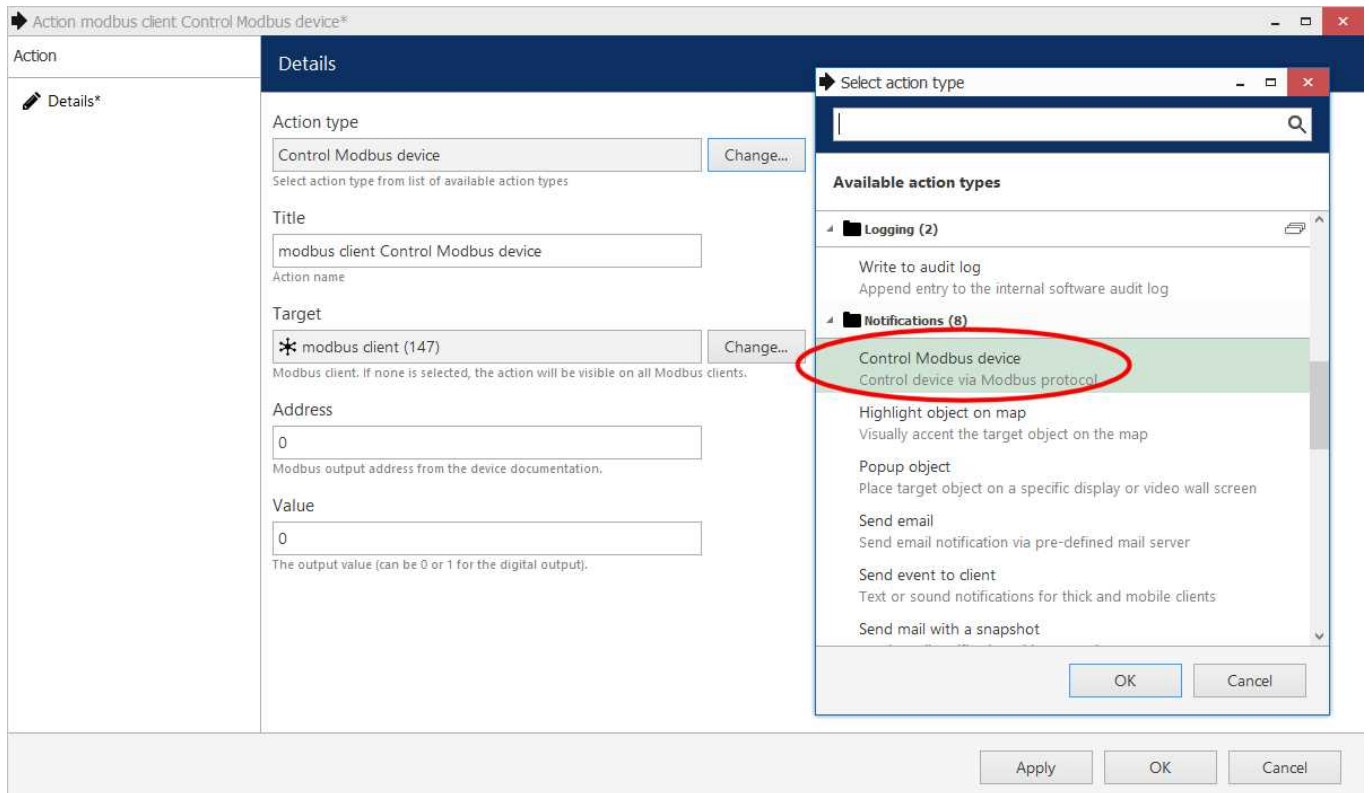 Action modbus client Control Modbus device*
Action
Details*
Details
Action type
Control Modbus device
Change...
Select action type from list of available action types
Title
modbus client Control Modbus device
Action name
Target
modbus client (147)
Change...
Modbus client. If none is selected, the action will be visible on all Modbus clients.
Address
0
Modbus output address from the device documentation.
Value
0
The output value (can be 0 or 1 for the digital output).
Select action type
Available action types
Logging (2)
Write to audit log
Append entry to the internal software audit log
Notifications (8)
Control Modbus device
Control device via Modbus protocol
Highlight object on map
Visually accent the target object on the map
Popup object
Place target object on a specific display or video wall screen
Send email
Send email notification via pre-defined mail server
Send event to client
Text or sound notifications for thick and mobile clients
Send mail with a snapshot
OK
Cancel
Apply
OK
Cancel